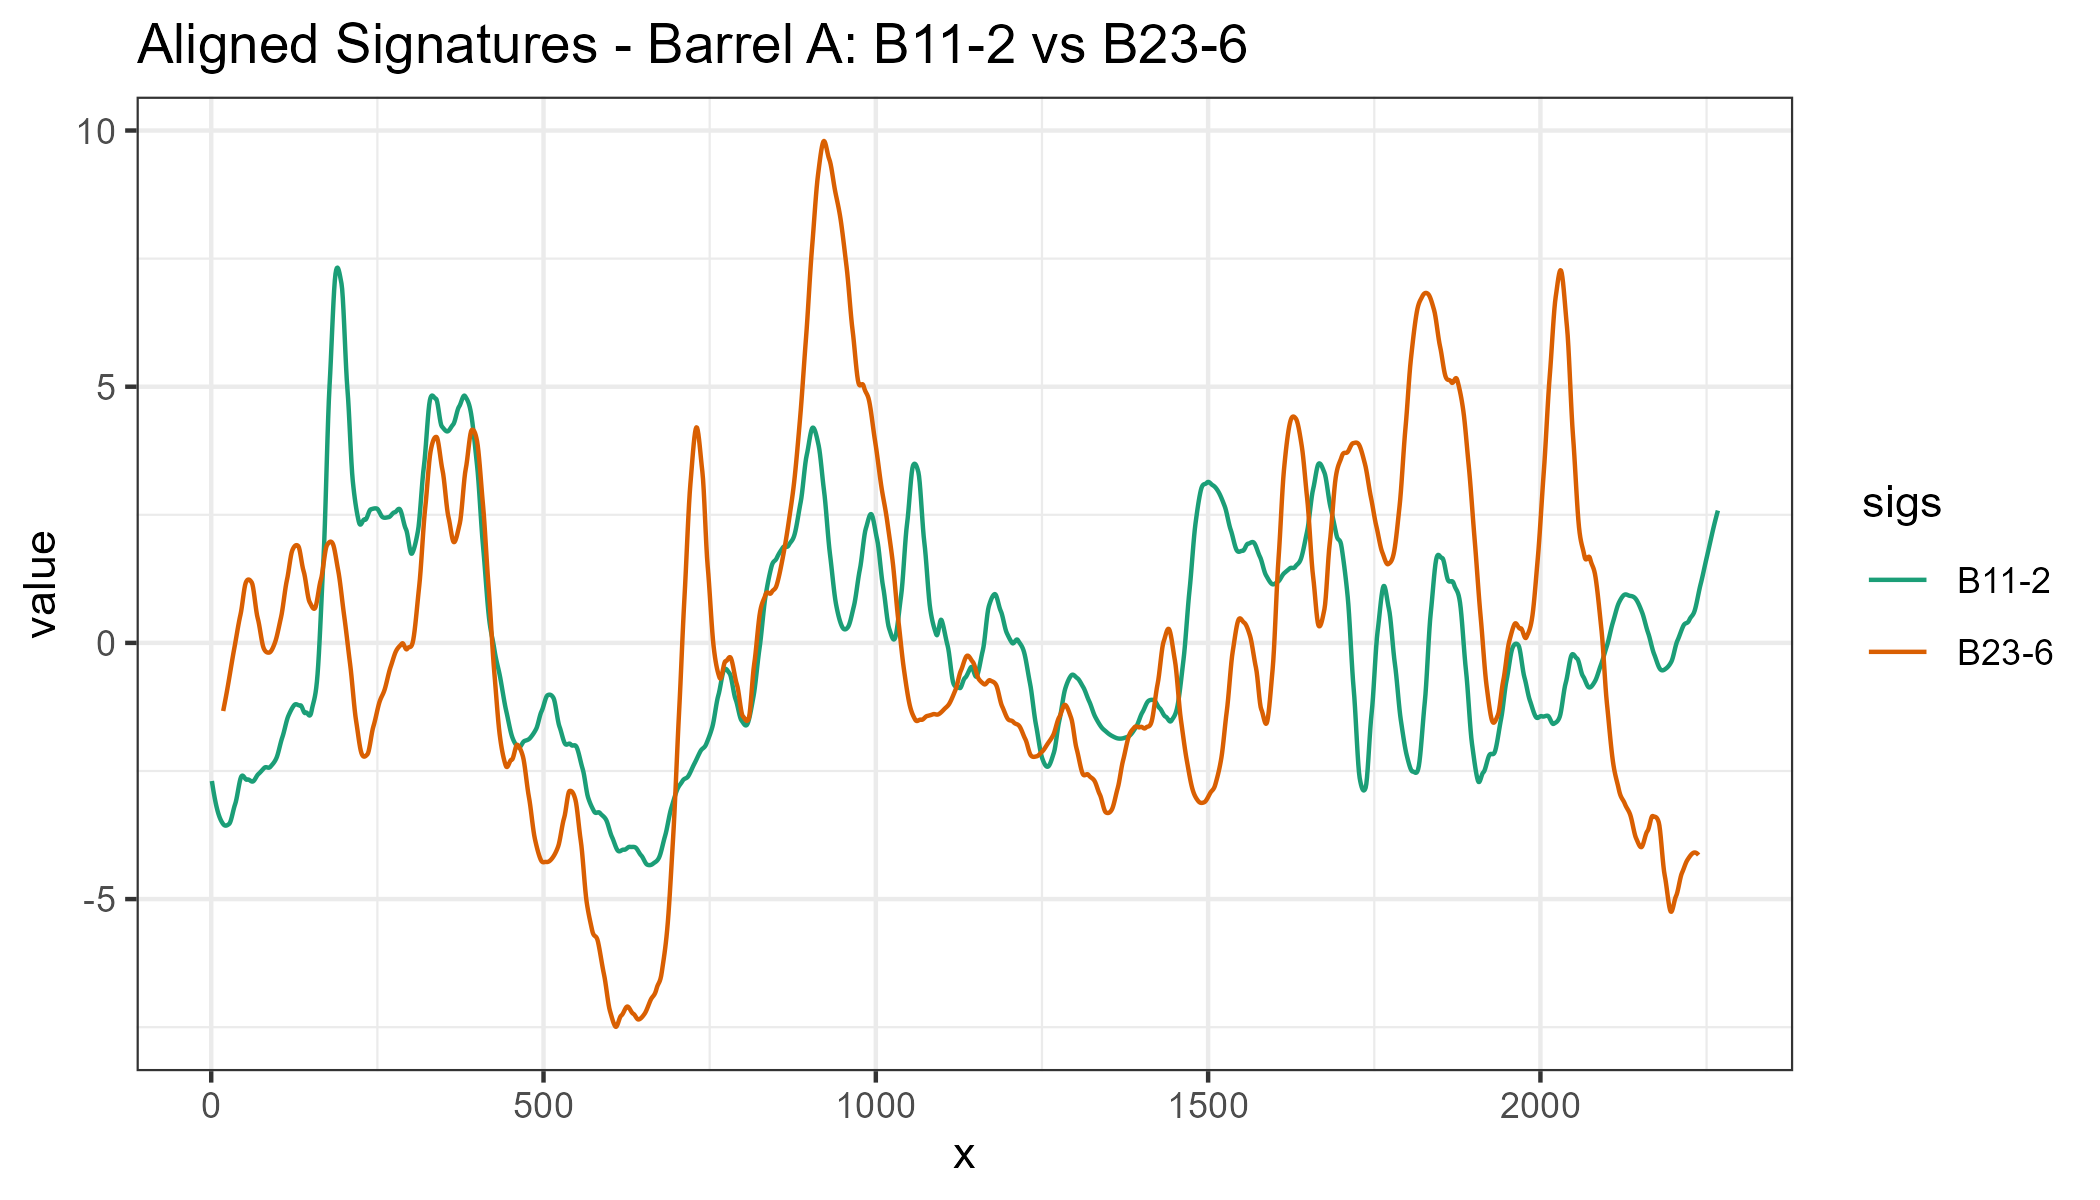 Aligned Signatures - Barrel A: B11-2 vs B23-6
10
5
0
-5
value
0 500 1000 1500 2000
x
sigs
B11-2
B23-6